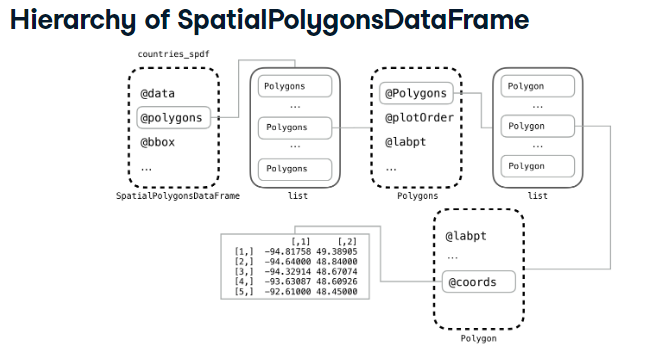 Hierarchy of SpatialPolygonsDataFrame
countries_spdf
@data
@polygons
@bbox
...
SpatialPolygonsDataFrame
Polygons
...
Polygons
...
Polygons
list
@Polygons
@plotOrder
@labpt
...
Polygons
Polygon
...
Polygon
...
Polygon
list
[,1] [,2]
[1,] -94.81758 49.38905
[2,] -94.64000 48.84000
[3,] -94.32914 48.67074
[4,] -93.63087 48.60926
[5,] -92.61000 48.45000
@labpt
...
@coords
Polygon